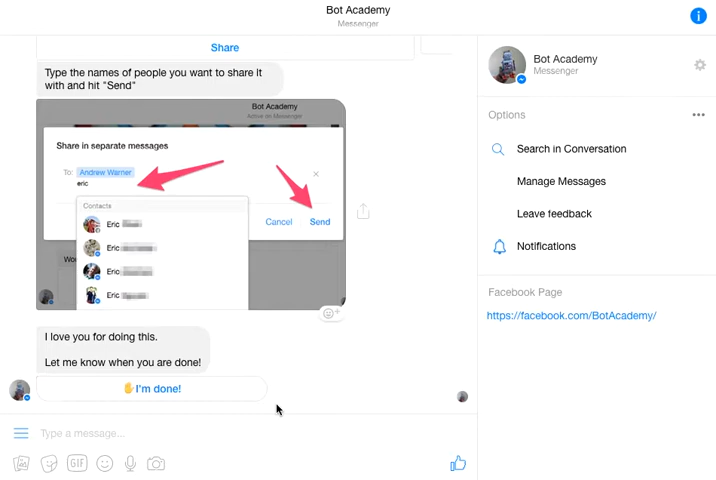 Bot Academy
Messenger
Share
Type the names of people you want to share it
with and hit "Send"
Bot Academy
Active on Messenger
Share in separate messages
To: Andrew Warner
eric
Contacts
Eric
Eric
Eric
Eric
Cancel Send
I love you for doing this.
Let me know when you are done!
I'm done!
Type a message...
GIF
Bot Academy
Messenger
Options
Search in Conversation
Manage Messages
Leave feedback
Notifications
Facebook Page
https://facebook.com/BotAcademy/